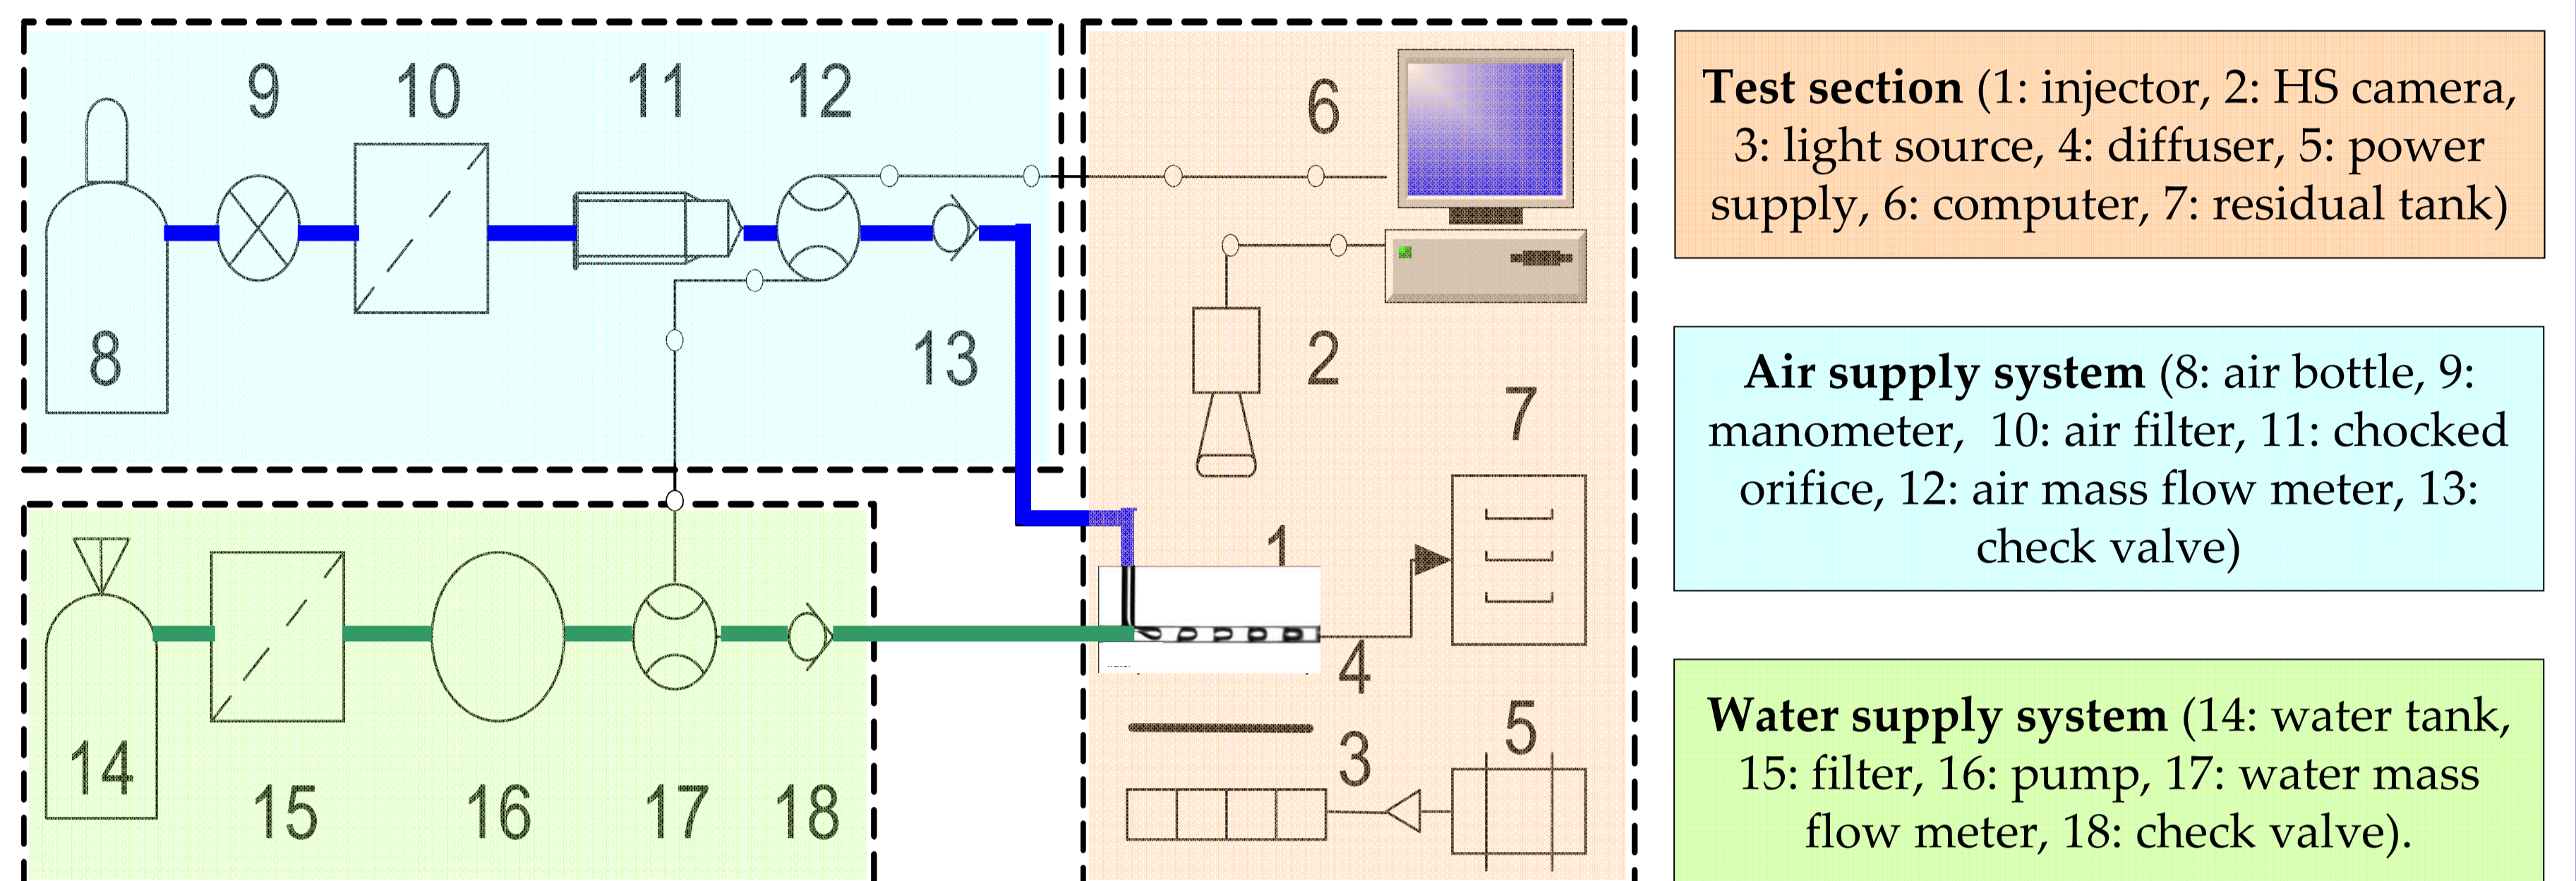 9 10 11 12
6
8
13
2
7
1
4
5
3
14
15 16 17 18
Test section (1: injector, 2: HS camera,
3: light source, 4: diffuser, 5: power
supply, 6: computer, 7: residual tank)
Air supply system (8: air bottle, 9:
manometer, 10: air filter, 11: chocked
orifice, 12: air mass flow meter, 13:
check valve)
Water supply system (14: water tank,
15: filter, 16: pump, 17: water mass
flow meter, 18: check valve).